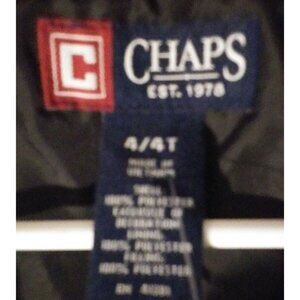 C
CHAPS
EST. 1978
4/4T
MADE IN
VIETNAM
SHELL
100% POLYESTER
EXCLUSIVE OF
DECORATION
LINING
100% POLYESTER
FILLING
100% POLYESTER